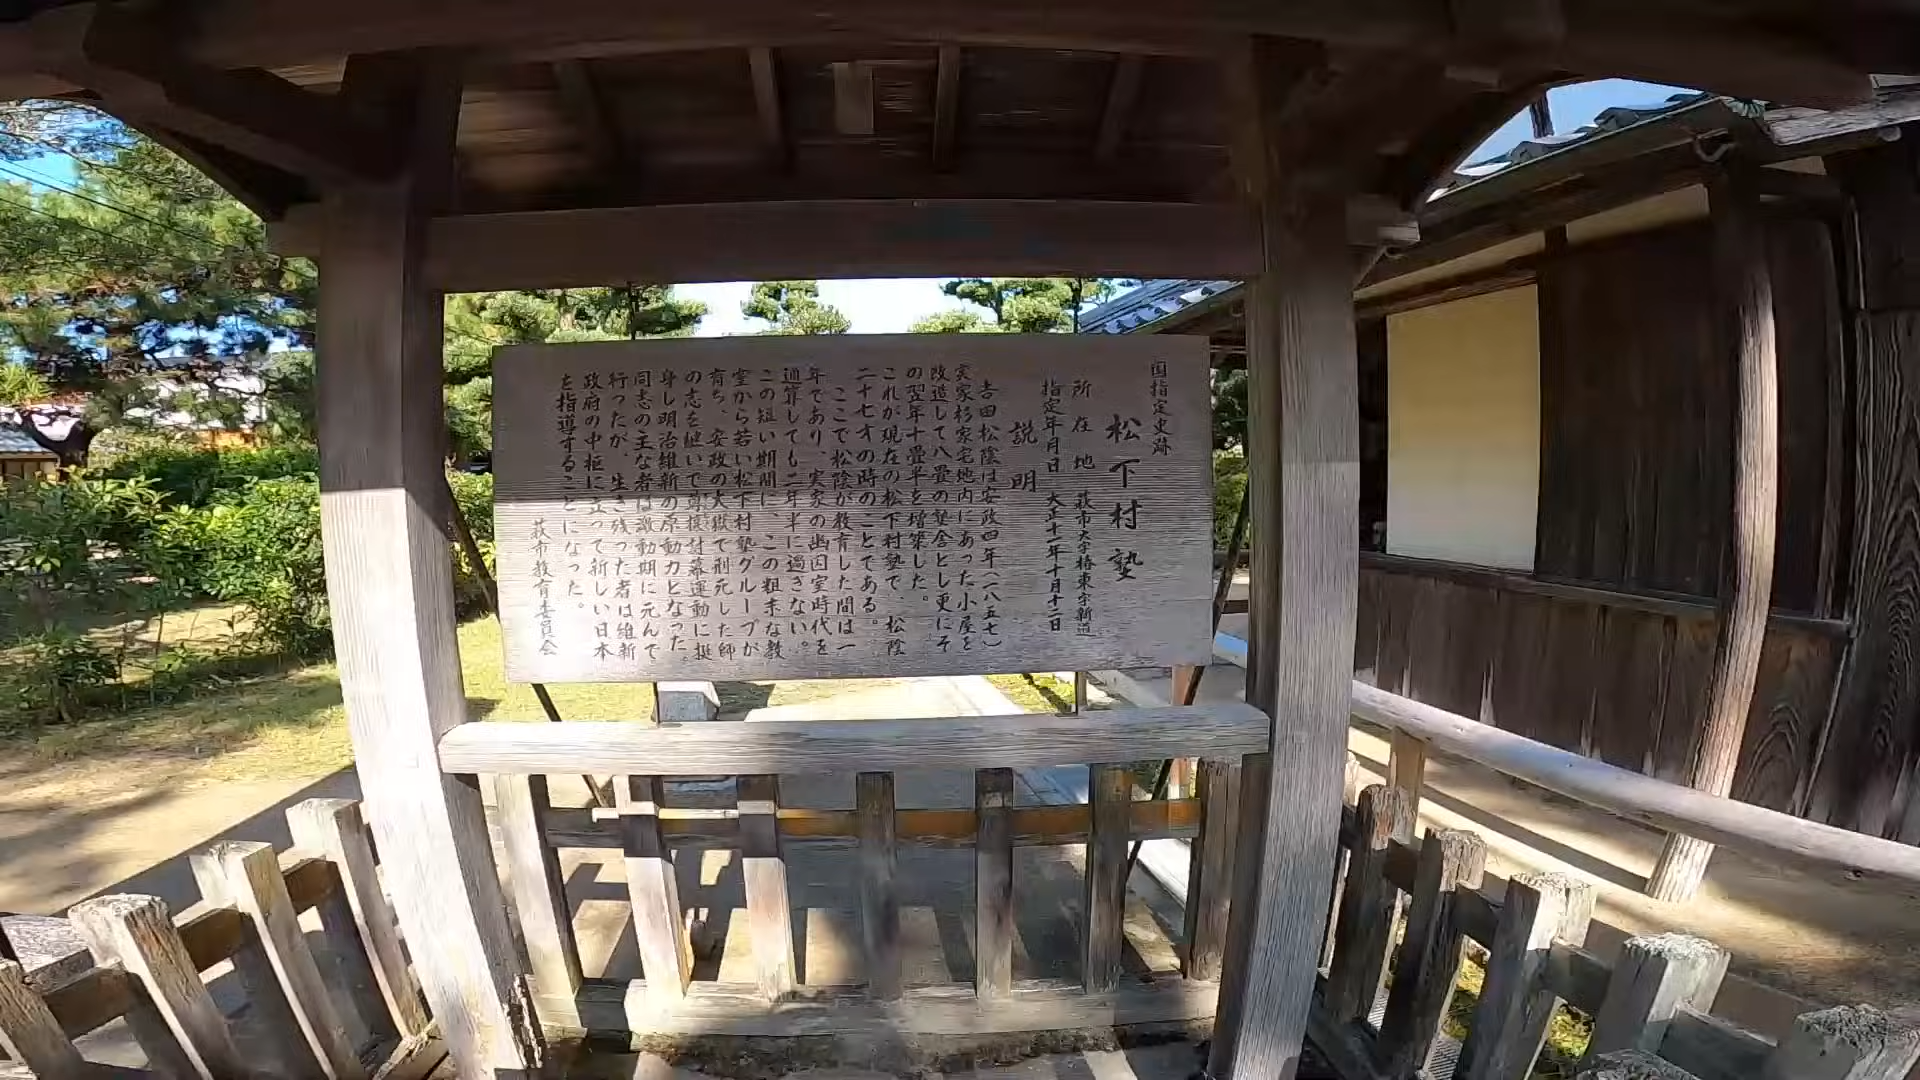 国指定史跡
松下村塾
所在地 萩市大字椿東字新道
指定年月日 大正十一年十月十二日
説明
吉田松陰は安政四年（一八五七）
実家杉家宅地内にあった小屋を
改造して八畳の塾舎とし更にそ
の翌年十畳半を増築した。
これが現在の松下村塾で、松陰
二十七才の時のことである。
ここで松陰が教育した間は一
年であり、実家の幽囚室時代を
通算しても二年半に過ぎない。
この短い期間に、この粗末な教
室から若い松下村塾グループが
育ち、安政の大獄で刑死した師
の志を継いで尊攘討幕運動に挺
身し明治維新の原動力となった。
同志の主な者は激動期に死んで
行ったが、生き残った者は維新
政府の中枢に立って新しい日本
を指導することになった。
萩市教育委員会